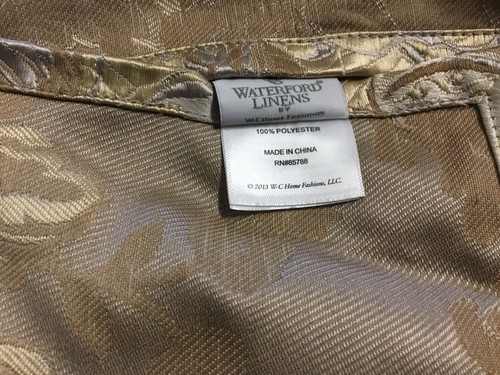 WATERFORD
LINENS
BY
W-C Home Fashions
100% POLYESTER
MADE IN CHINA
RN#85788
© 2013 W-C Home Fashions, LLC.